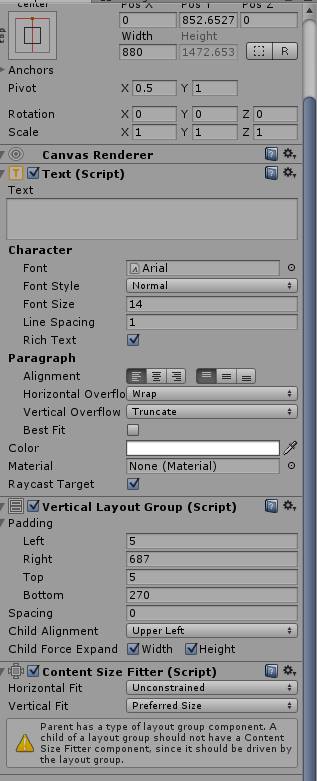 center
Pos X Pos Y Pos Z
top
0 852.6527 0
Width Height
880 1472.653 R
Anchors
Pivot X 0.5 Y 1
Rotation X 0 Y 0 Z 0
Scale X 1 Y 1 Z 1
Canvas Renderer
T Text (Script)
Text
Character
Font A Arial
Font Style Normal
Font Size 14
Line Spacing 1
Rich Text
Paragraph
Alignment
Horizontal Overflo Wrap
Vertical Overflow Truncate
Best Fit
Color
Material None (Material)
Raycast Target
Vertical Layout Group (Script)
Padding
Left 5
Right 687
Top 5
Bottom 270
Spacing 0
Child Alignment Upper Left
Child Force Expand Width Height
Content Size Fitter (Script)
Horizontal Fit Unconstrained
Vertical Fit Preferred Size
Parent has a type of layout group component. A
child of a layout group should not have a Content
Size Fitter component, since it should be driven by
the layout group.